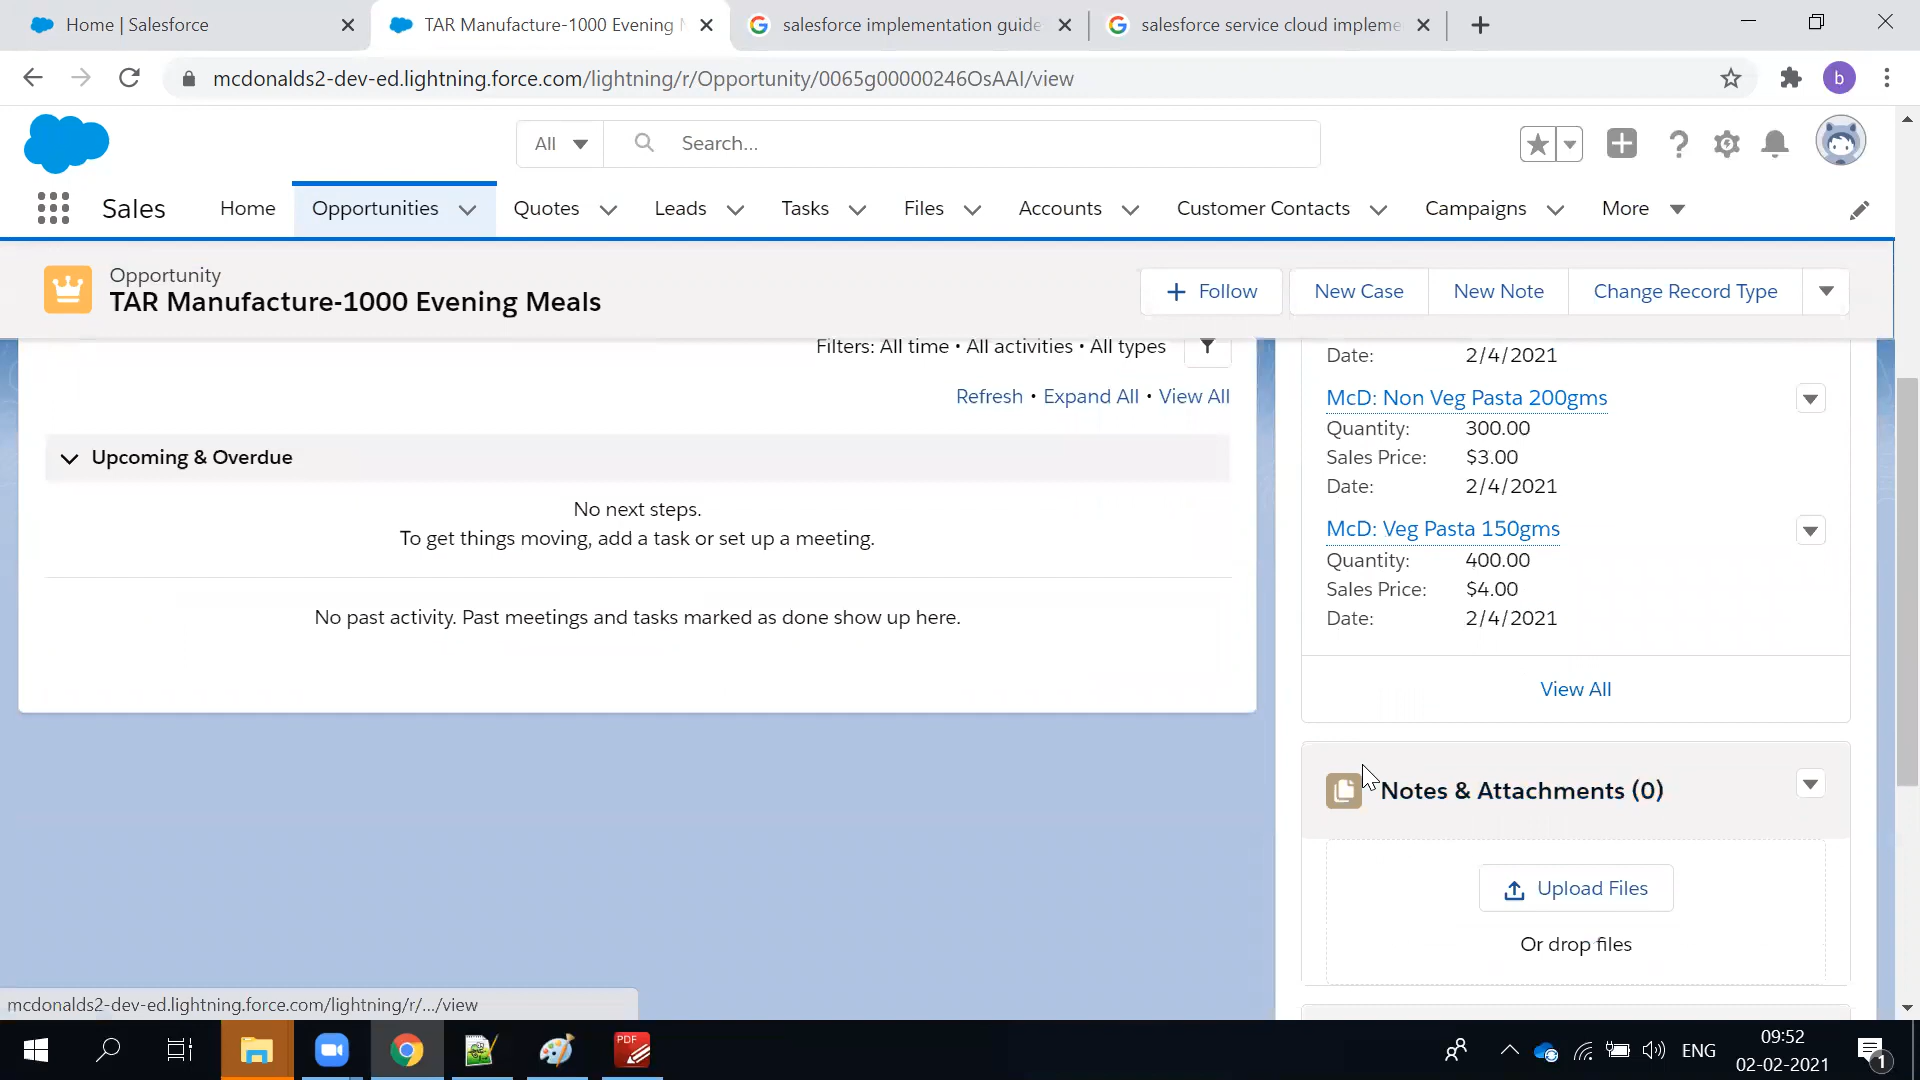 Home | Salesforce
TAR Manufacture-1000 Evening
salesforce implementation guide
salesforce service cloud impleme
mcdonalds2-dev-ed.lightning.force.com/lightning/r/Opportunity/0065g00000246OsAAI/view
b
All
Search...
Sales
Home
Opportunities
Quotes
Leads
Tasks
Files
Accounts
Customer Contacts
Campaigns
More
Opportunity
TAR Manufacture-1000 Evening Meals
Follow
New Case
New Note
Change Record Type
Filters: All time • All activities • All types
Refresh • Expand All • View All
Upcoming & Overdue
No next steps.
To get things moving, add a task or set up a meeting.
No past activity. Past meetings and tasks marked as done show up here.
Date: 2/4/2021
McD: Non Veg Pasta 200gms
Quantity: 300.00
Sales Price: $3.00
Date: 2/4/2021
McD: Veg Pasta 150gms
Quantity: 400.00
Sales Price: $4.00
Date: 2/4/2021
View All
Notes & Attachments (0)
Upload Files
Or drop files
mcdonalds2-dev-ed.lightning.force.com/lightning/r/.../view
PDF
ENG
09:52
02-02-2021
1